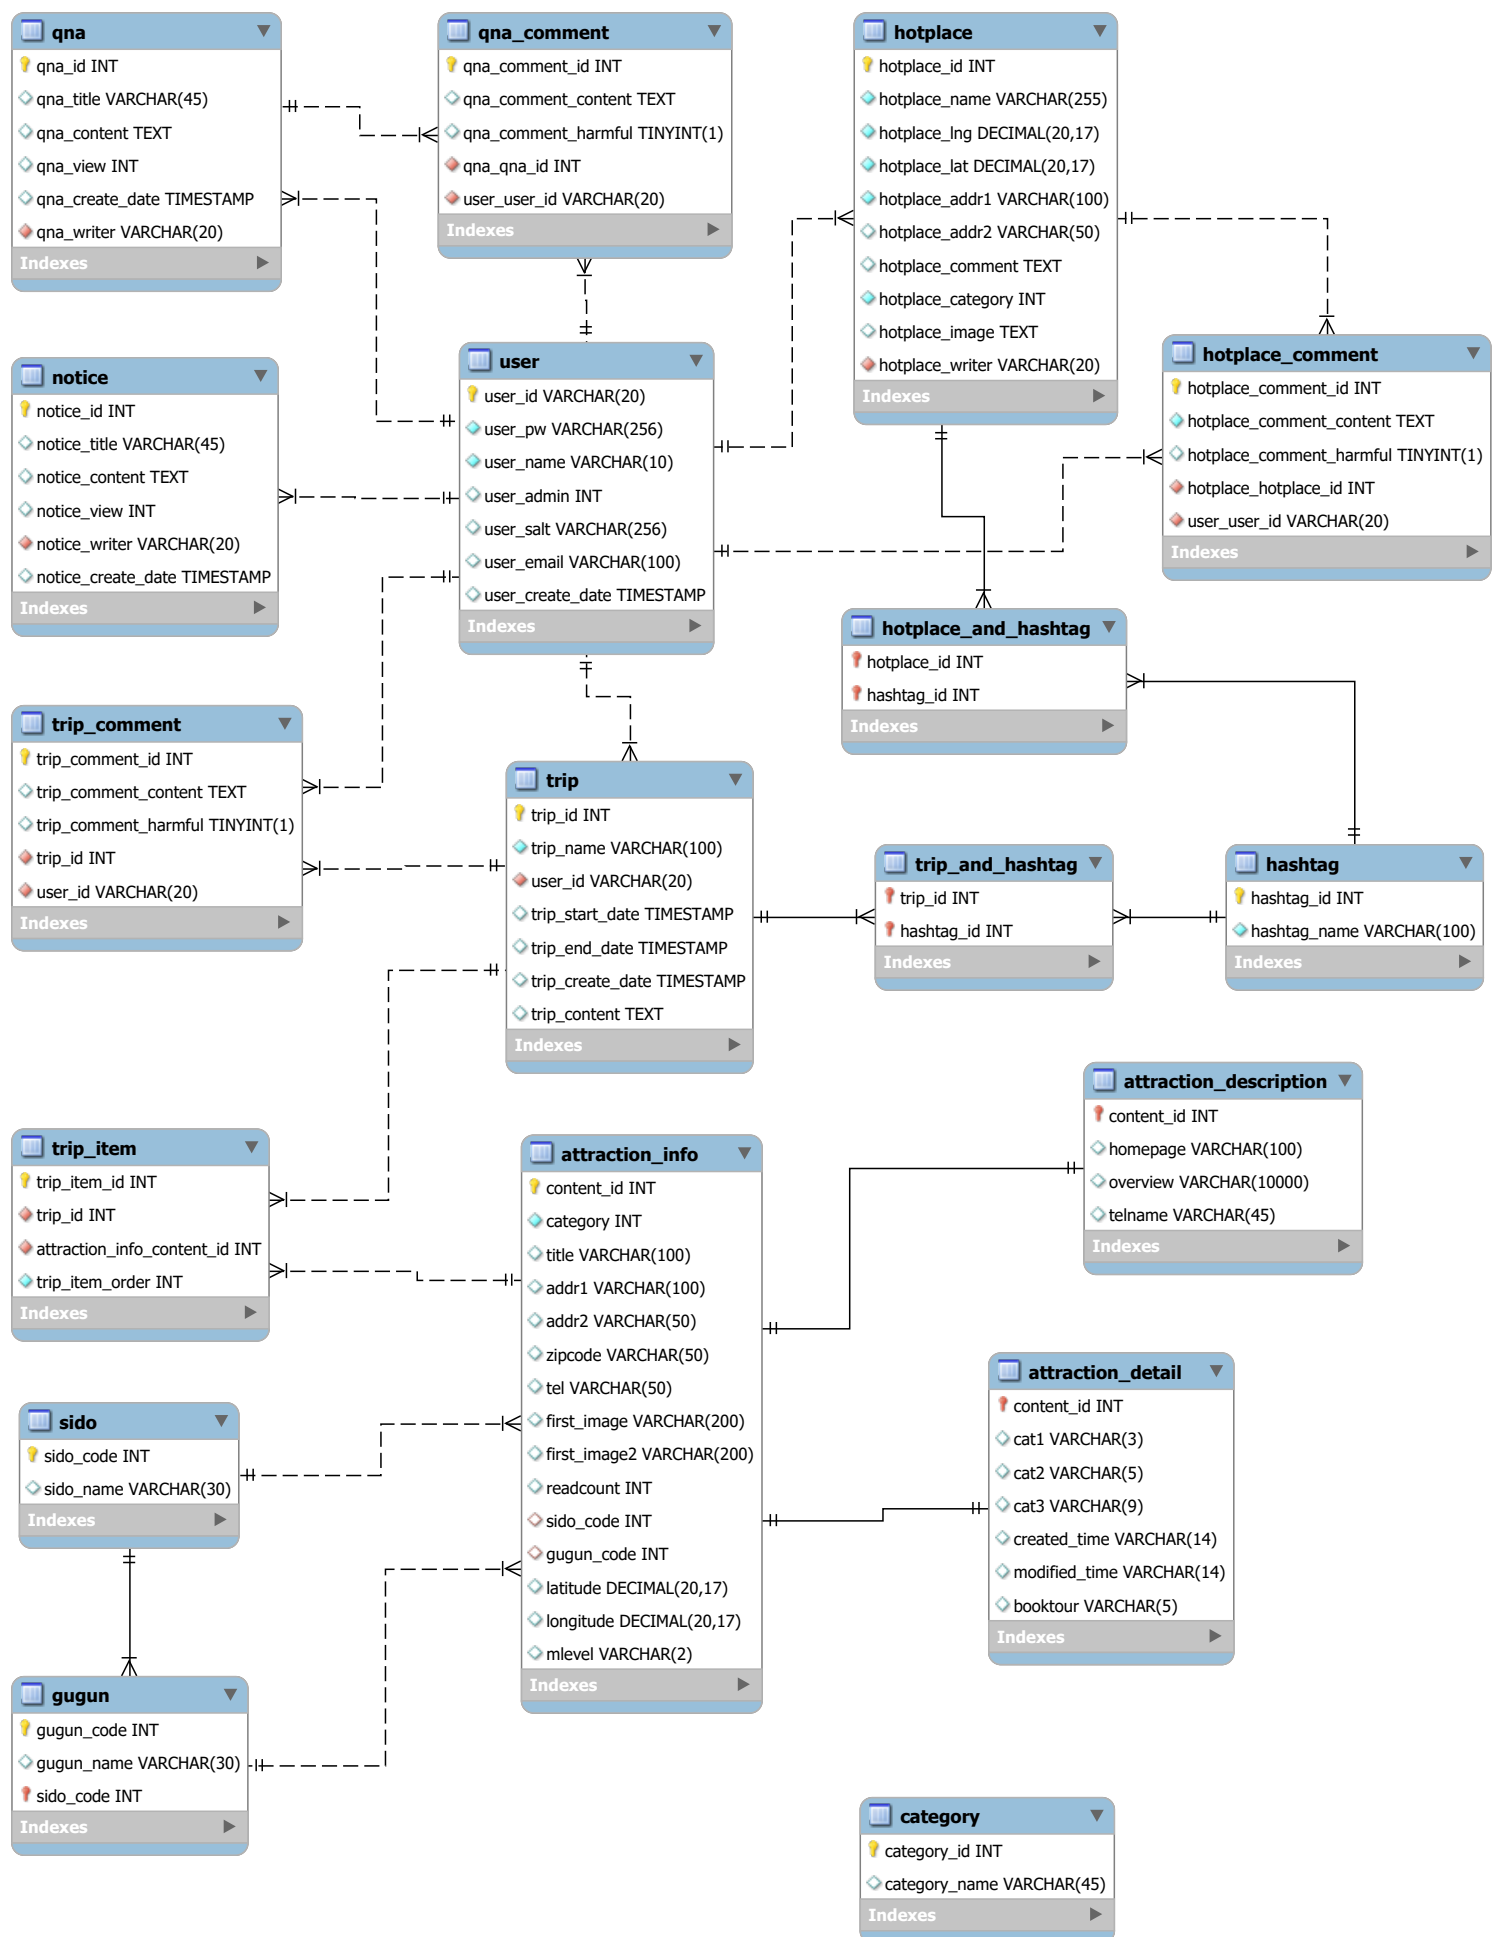 qna
qna_id INT
qna_title VARCHAR(45)
qna_content TEXT
qna_view INT
qna_create_date TIMESTAMP
qna_writer VARCHAR(20)
Indexes
qna_comment
qna_comment_id INT
qna_comment_content TEXT
qna_comment_harmful TINYINT(1)
qna_qna_id INT
user_user_id VARCHAR(20)
Indexes
hotplace
hotplace_id INT
hotplace_name VARCHAR(255)
hotplace_lng DECIMAL(20,17)
hotplace_lat DECIMAL(20,17)
hotplace_addr1 VARCHAR(100)
hotplace_addr2 VARCHAR(50)
hotplace_comment TEXT
hotplace_category INT
hotplace_image TEXT
hotplace_writer VARCHAR(20)
Indexes
notice
notice_id INT
notice_title VARCHAR(45)
notice_content TEXT
notice_view INT
notice_writer VARCHAR(20)
notice_create_date TIMESTAMP
Indexes
user
user_id VARCHAR(20)
user_pw VARCHAR(256)
user_name VARCHAR(10)
user_admin INT
user_salt VARCHAR(256)
user_email VARCHAR(100)
user_create_date TIMESTAMP
Indexes
hotplace_comment
hotplace_comment_id INT
hotplace_comment_content TEXT
hotplace_comment_harmful TINYINT(1)
hotplace_hotplace_id INT
user_user_id VARCHAR(20)
Indexes
hotplace_and_hashtag
hotplace_id INT
hashtag_id INT
Indexes
trip_comment
trip_comment_id INT
trip_comment_content TEXT
trip_comment_harmful TINYINT(1)
trip_id INT
user_id VARCHAR(20)
Indexes
trip
trip_id INT
trip_name VARCHAR(100)
user_id VARCHAR(20)
trip_start_date TIMESTAMP
trip_end_date TIMESTAMP
trip_create_date TIMESTAMP
trip_content TEXT
Indexes
trip_and_hashtag
trip_id INT
hashtag_id INT
Indexes
hashtag
hashtag_id INT
hashtag_name VARCHAR(100)
Indexes
attraction_description
content_id INT
homepage VARCHAR(100)
overview VARCHAR(10000)
telname VARCHAR(45)
Indexes
trip_item
trip_item_id INT
trip_id INT
attraction_info_content_id INT
trip_item_order INT
Indexes
attraction_info
content_id INT
category INT
title VARCHAR(100)
addr1 VARCHAR(100)
addr2 VARCHAR(50)
zipcode VARCHAR(50)
tel VARCHAR(50)
first_image VARCHAR(200)
first_image2 VARCHAR(200)
readcount INT
sido_code INT
gugun_code INT
latitude DECIMAL(20,17)
longitude DECIMAL(20,17)
mlevel VARCHAR(2)
Indexes
attraction_detail
content_id INT
cat1 VARCHAR(3)
cat2 VARCHAR(5)
cat3 VARCHAR(9)
created_time VARCHAR(14)
modified_time VARCHAR(14)
booktour VARCHAR(5)
Indexes
sido
sido_code INT
sido_name VARCHAR(30)
Indexes
gugun
gugun_code INT
gugun_name VARCHAR(30)
sido_code INT
Indexes
category
category_id INT
category_name VARCHAR(45)
Indexes